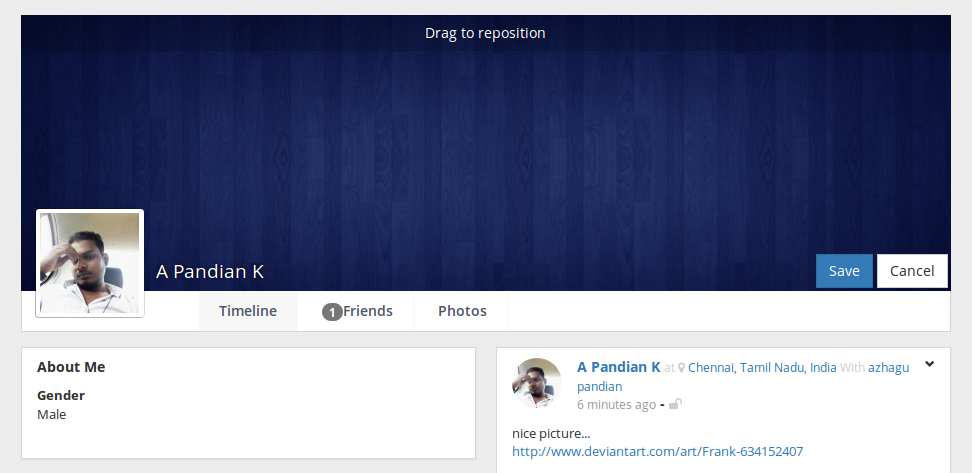 Drag to reposition
A Pandian K
Save Cancel
Timeline 1 Friends Photos
About Me
Gender
Male
A Pandian K at Chennai, Tamil Nadu, India With azhagu
pandian
6 minutes ago -
nice picture...
http://www.deviantart.com/art/Frank-634152407